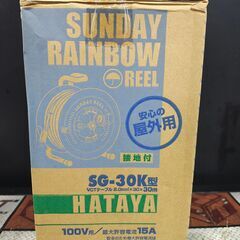 SUNDAY
RAINBOW
REEL
安心の
屋外用
接地付
SG-30K型
VCTケーブル 2.0mm²×3C×30m
HATAYA
100V用/最大許容電流15A